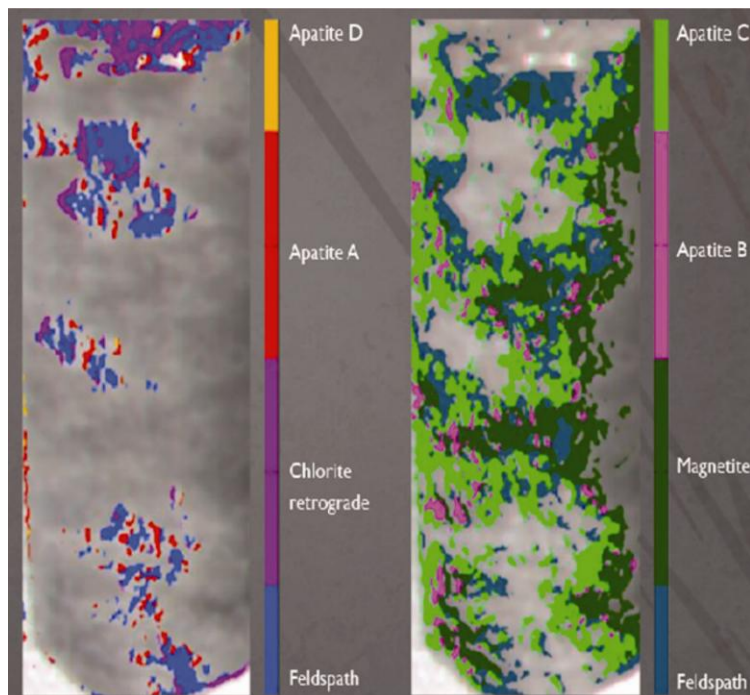 Apatite D
Apatite A
Chlorite
retrograde
Feldspath
Apatite C
Apatite B
Magnetite
Feldspath